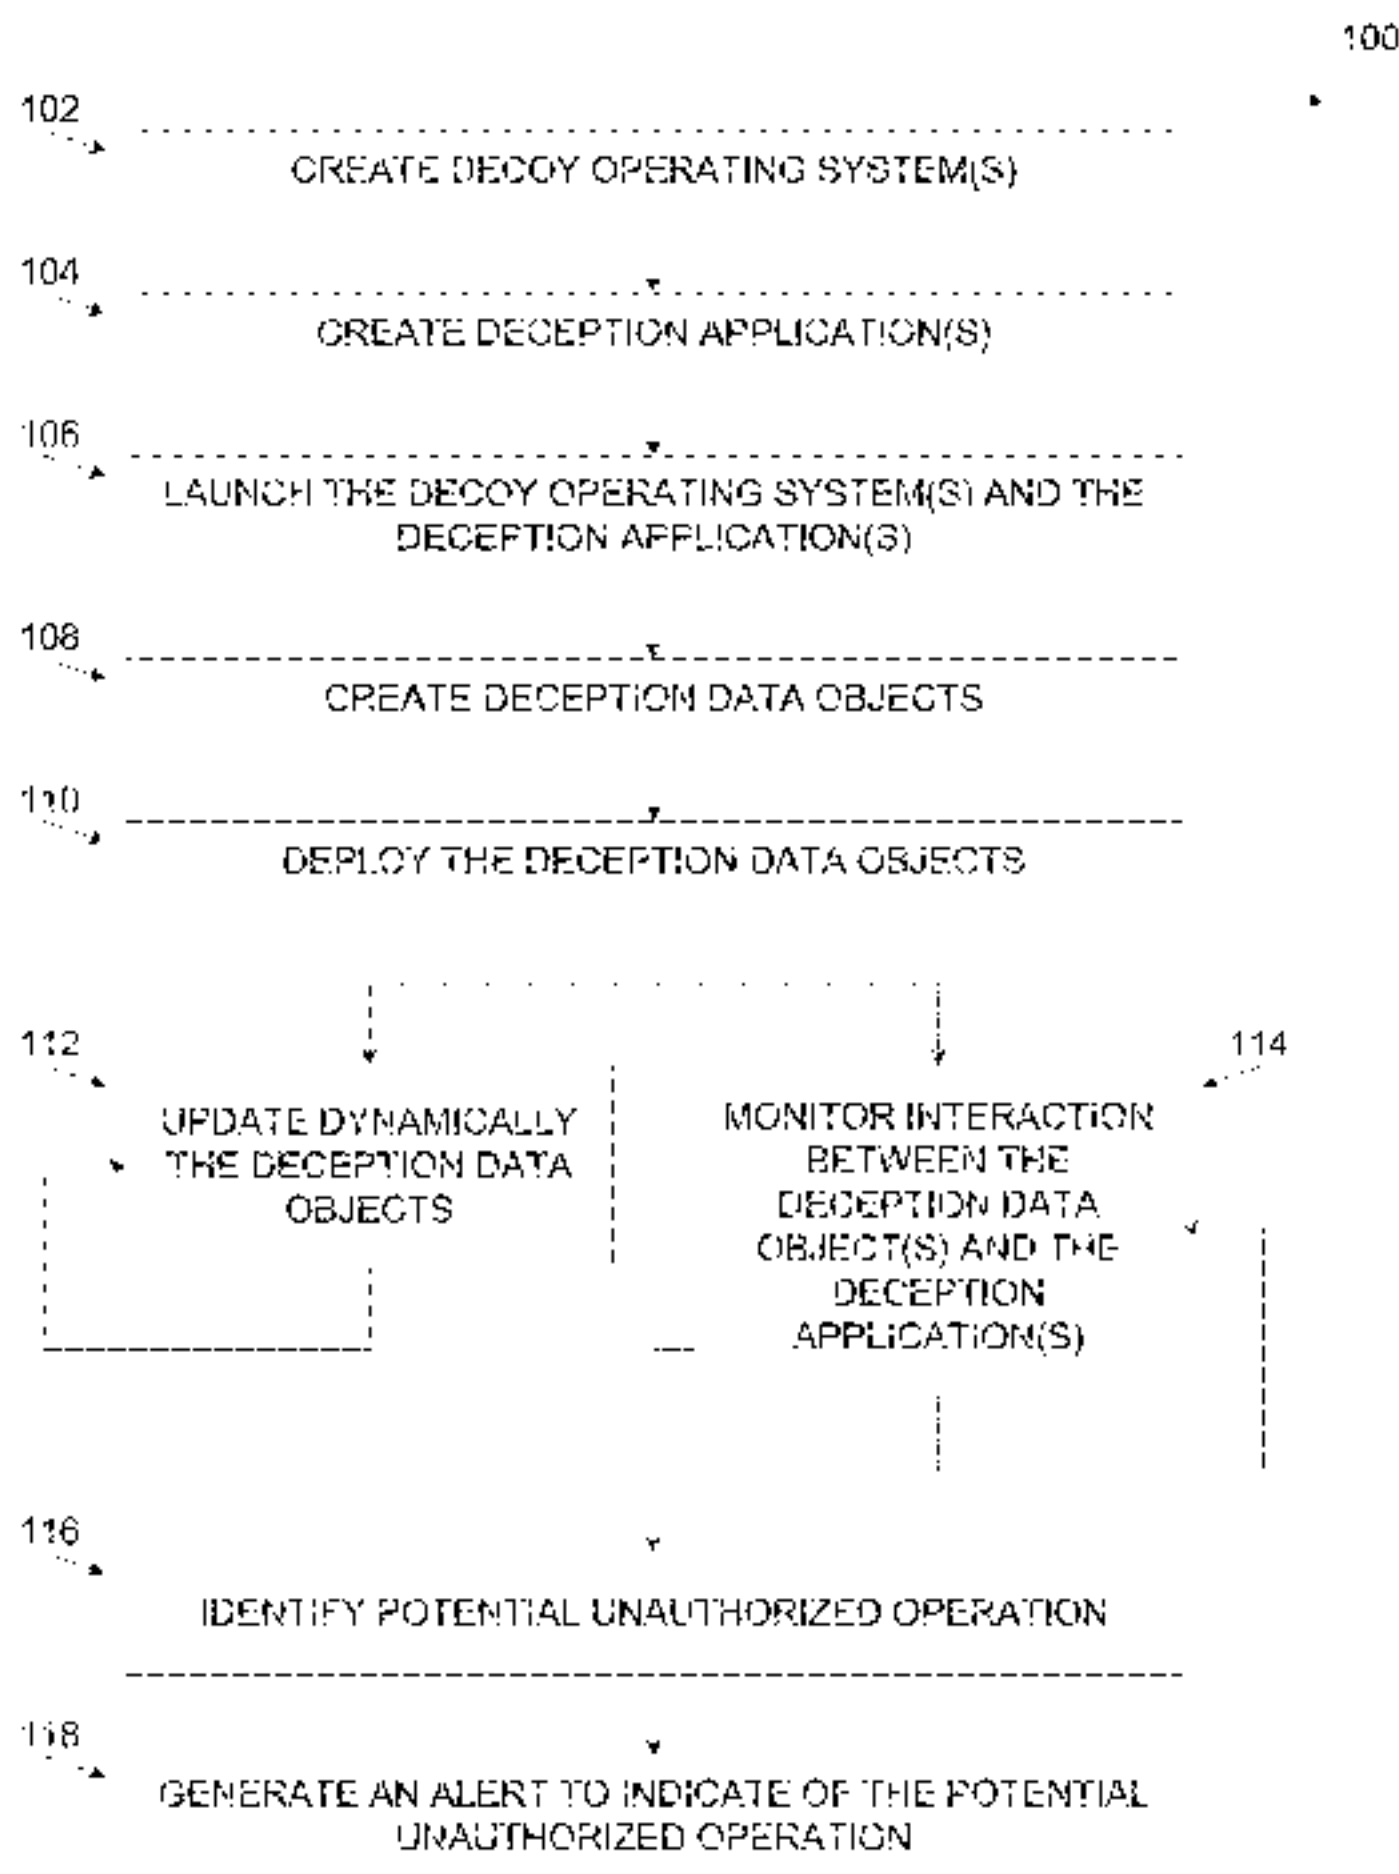 100
102
CREATE DECOY OPERATING SYSTEM(S)
104
CREATE DECEPTION APPLICATION(S)
106
LAUNCH THE DECOY OPERATING SYSTEM(S) AND THE
DECEPTION APPLICATION(S)
108
CREATE DECEPTION DATA OBJECTS
110
DEPLOY THE DECEPTION DATA OBJECTS
112
UPDATE DYNAMICALLY
THE DECEPTION DATA
OBJECTS
114
MONITOR INTERACTION
BETWEEN THE
DECEPTION DATA
OBJECT(S) AND THE
DECEPTION
APPLICATION(S)
116
IDENTIFY POTENTIAL UNAUTHORIZED OPERATION
118
GENERATE AN ALERT TO INDICATE OF THE POTENTIAL
UNAUTHORIZED OPERATION